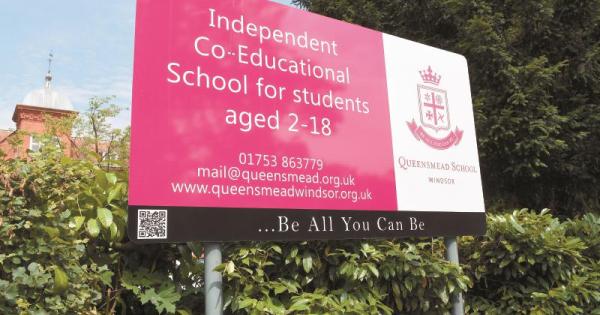 Independent
Co-Educational
School for students
aged 2-18
01753 863779
mail@queensmead.org.uk
www.queensmeadwindsor.org.uk
QUEENSMEAD SCHOOL
WINDSOR
...Be All You Can Be